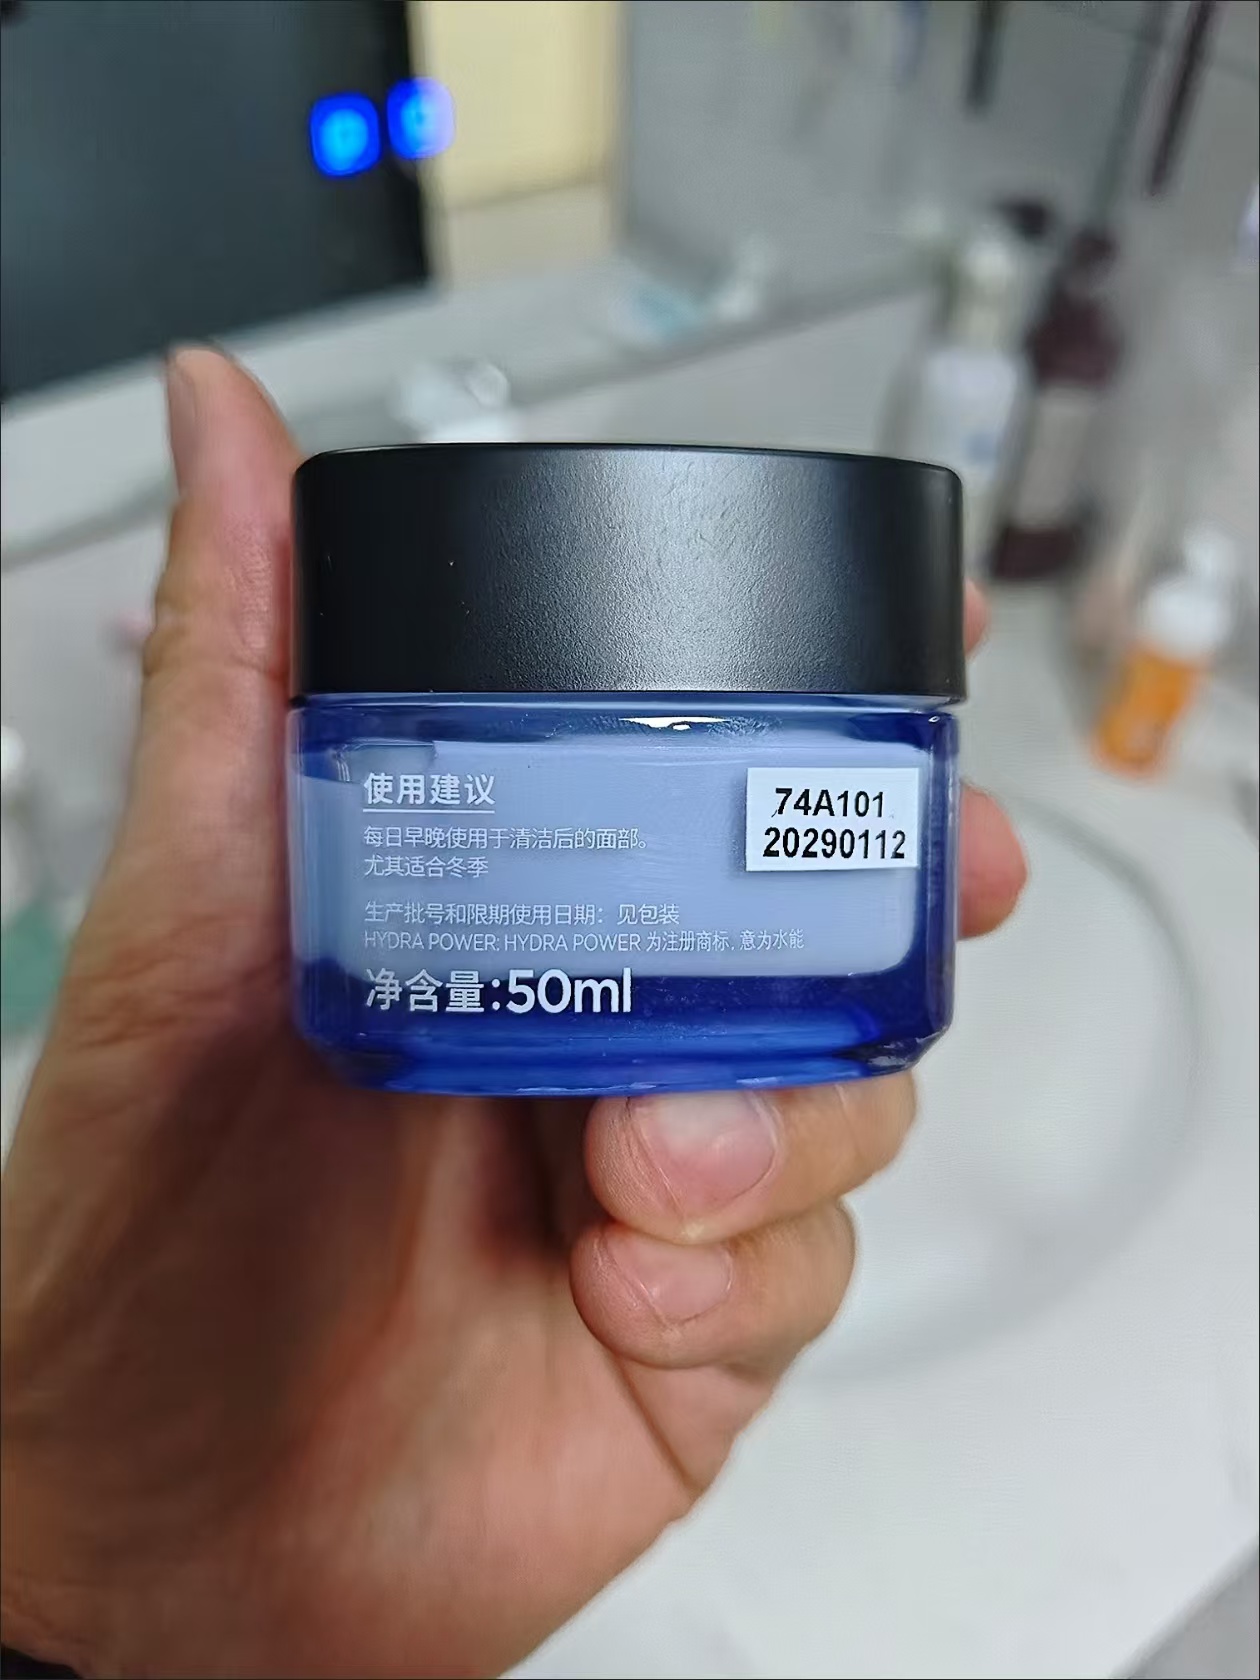 使用建议
每日早晚使用于清洁后的面部。
尤其适合冬季
74A101
20290112
生产批号和限期使用日期：见包装
HYDRA POWER: HYDRA POWER 为注册商标, 意为水能
净含量:50ml